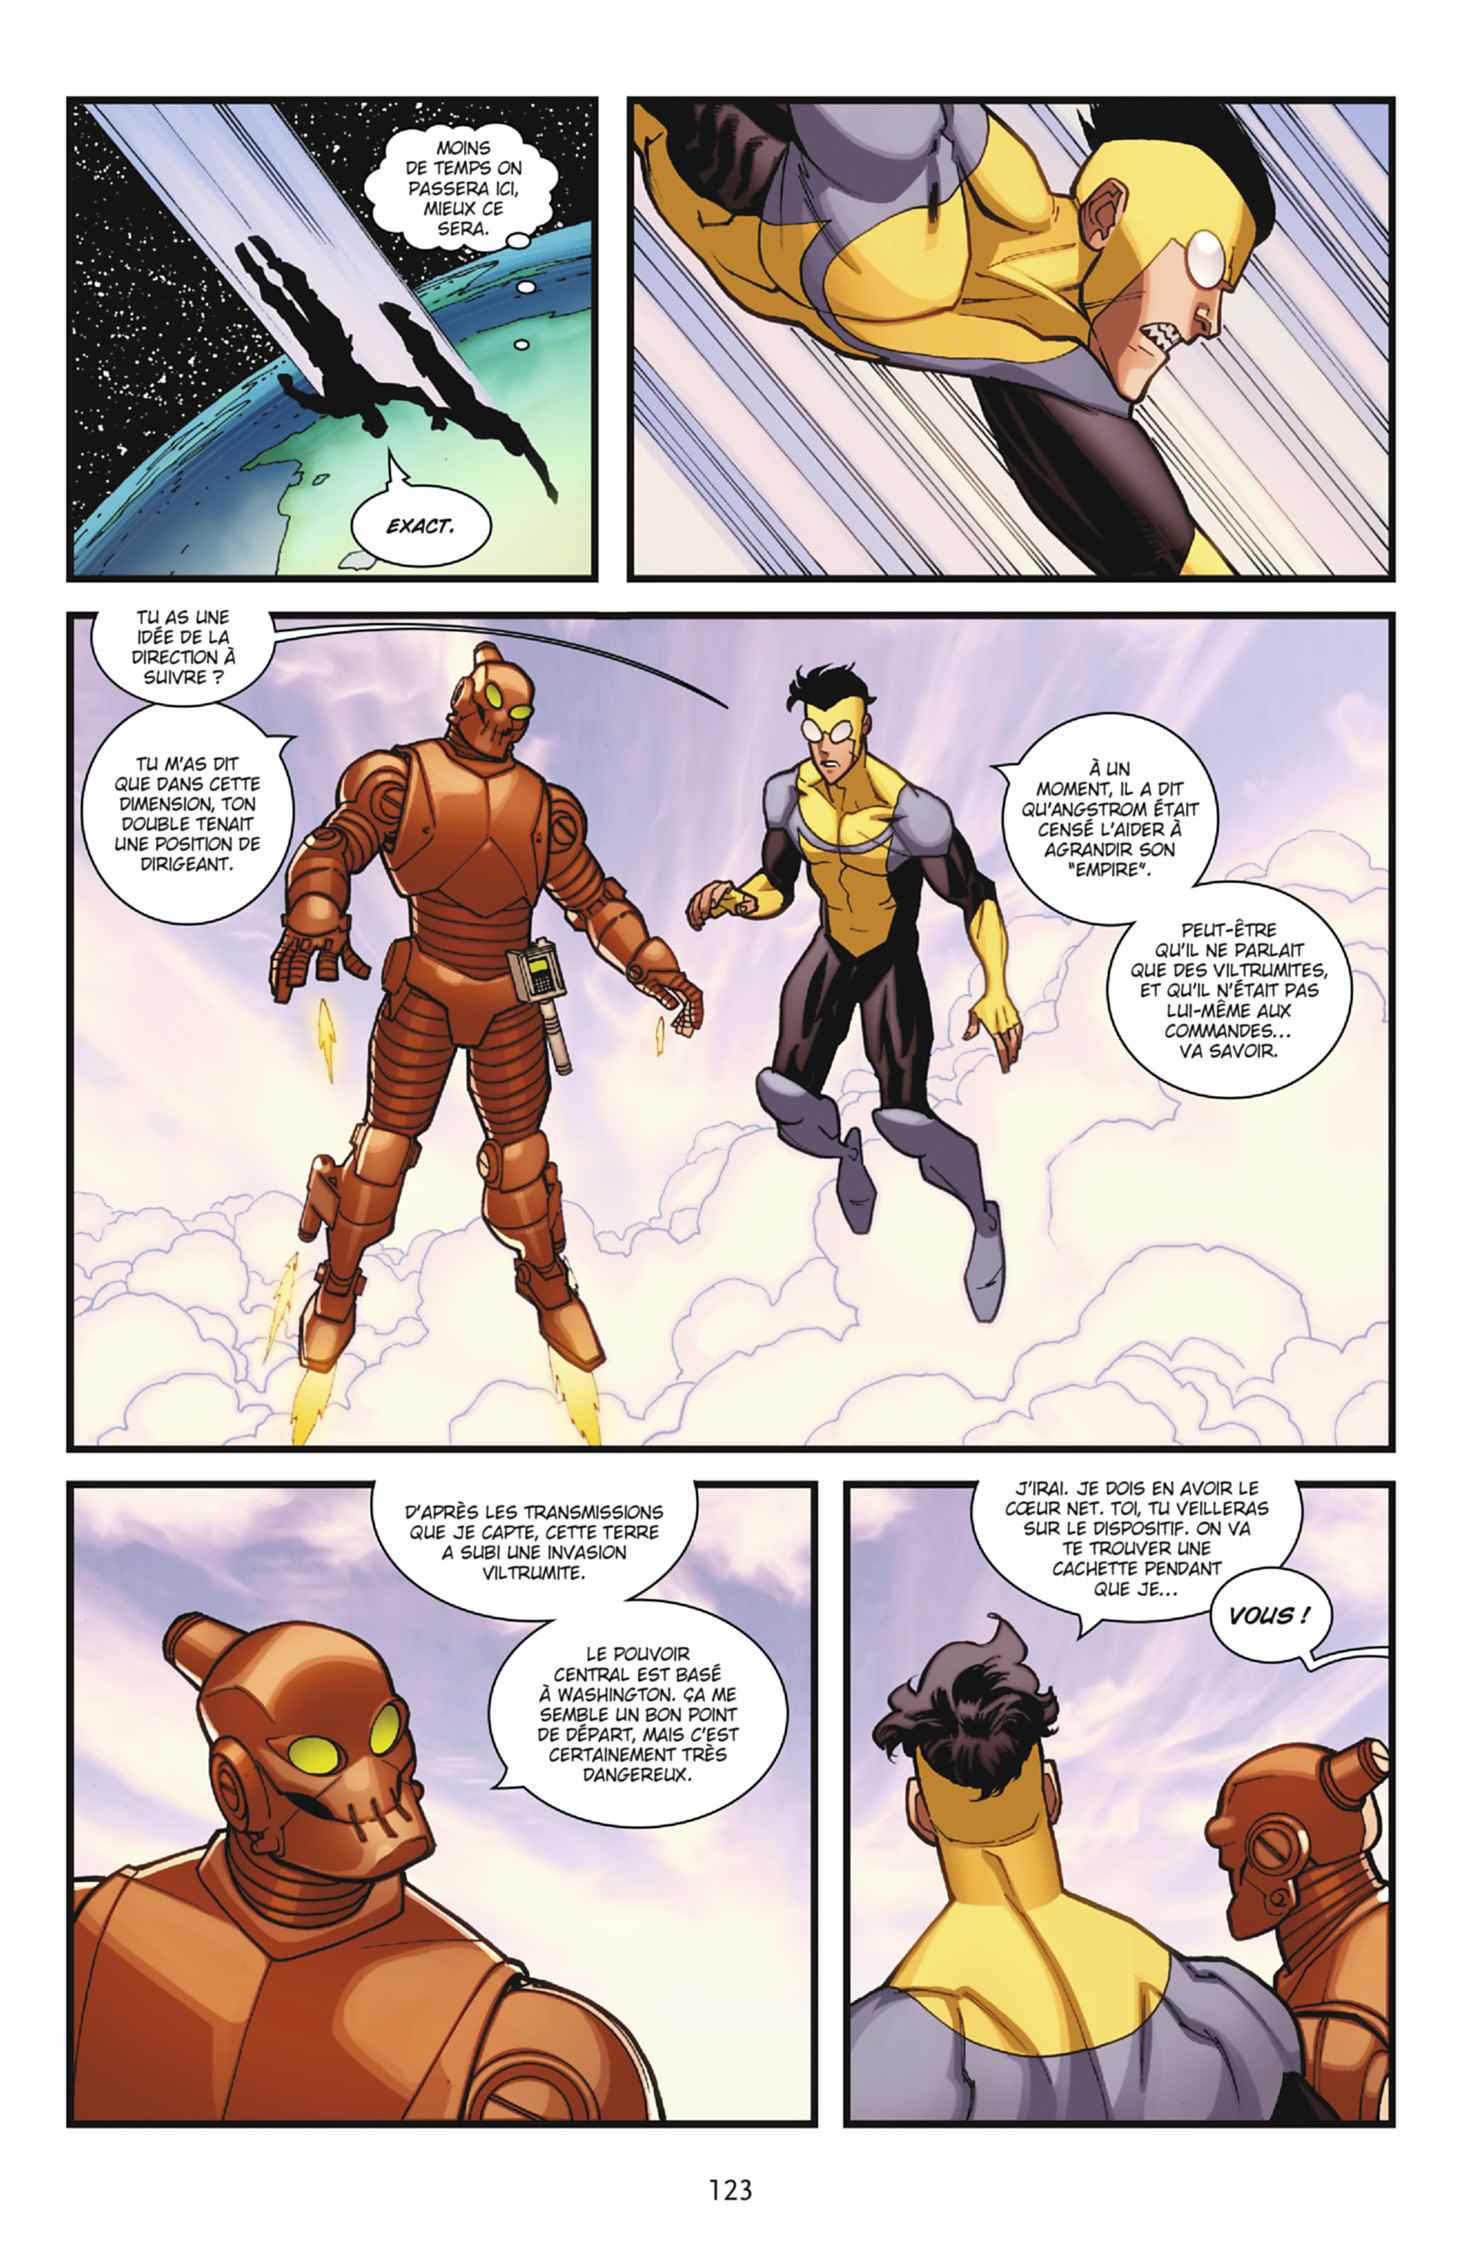 MOINS
DE TEMPS ON
PASSERA ICI,
MIEUX CE
SERA.
EXACT.
TU AS UNE
IDÉE DE LA
DIRECTION À
SUIVRE ?
TU M'AS DIT
QUE DANS CETTE
DIMENSION, TON
DOUBLE TENAIT
UNE POSITION DE
DIRIGEANT.
À UN
MOMENT, IL A DIT
QU'ANGSTROM ÉTAIT
CENSÉ L'AIDER À
AGRANDIR SON
"EMPIRE".
PEUT-ÊTRE
QU'IL NE PARLAIT
QUE DES VILTRUMITES,
ET QU'IL N'ÉTAIT PAS
LUI-MÊME AUX
COMMANDES...
VA SAVOIR.
D'APRÈS LES TRANSMISSIONS
QUE JE CAPTE, CETTE TERRE
A SUBI UNE INVASION
VILTRUMITE.
LE POUVOIR
CENTRAL EST BASÉ
À WASHINGTON. ÇA ME
SEMBLE UN BON POINT
DE DÉPART, MAIS C'EST
CERTAINEMENT TRÈS
DANGEREUX.
J'IRAI. JE DOIS EN AVOIR LE
CŒUR NET. TOI, TU VEILLERAS
SUR LE DISPOSITIF. ON VA
TE TROUVER UNE
CACHETTE PENDANT
QUE JE...
VOUS !
123